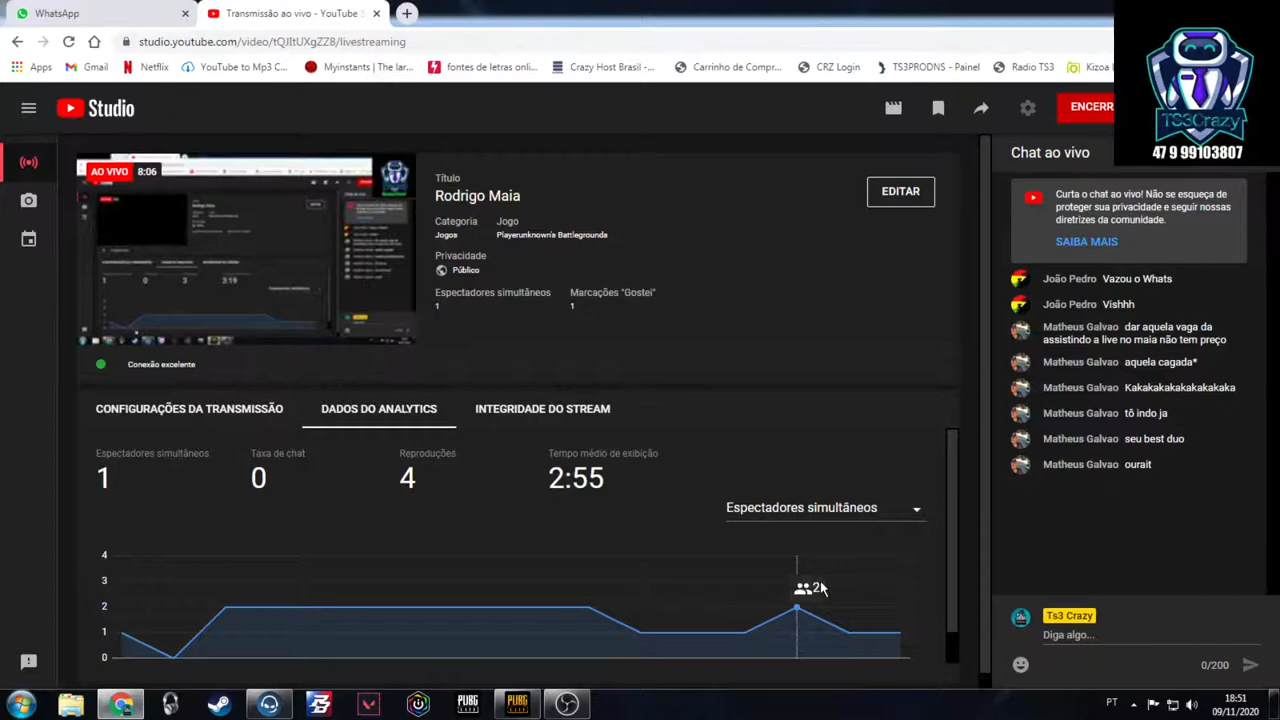 WhatsApp
Transmissão ao vivo - YouTube S
studio.youtube.com/video/tQJItUXgZZ8/livestreaming
Apps
Gmail
Netflix
YouTube to Mp3 C...
Myinstants | The lar...
fontes de letras onli...
Crazy Host Brasil -...
Carrinho de Compr...
CRZ Login
TS3PRODNS - Painel
Radio TS3
Kizoa
TS3Crazy
47 9 99103807
Studio
ENCERR
AO VIVO 8:06
Título
Rodrigo Maia
Categoria Jogo
Jogos Playerunknown's Battlegrounds
Privacidade
Público
Espectadores simultâneos Marcações "Gostei"
1 1
EDITAR
Conexão excelente
CONFIGURAÇÕES DA TRANSMISSÃO
DADOS DO ANALYTICS
INTEGRIDADE DO STREAM
Espectadores simultâneos Taxa de chat Reproduções Tempo médio de exibição
1 0 4 2:55
Espectadores simultâneos
4
3
2
2
1
0
Chat ao vivo
Curta o chat ao vivo! Não se esqueça de
proteger sua privacidade e seguir nossas
diretrizes da comunidade.
SAIBA MAIS
João Pedro Vazou o Whats
João Pedro Vishhh
Matheus Galvao dar aquela vaga da
assistindo a live no maia não tem preço
Matheus Galvao aquela cagada*
Matheus Galvao Kakakakakakakakaka
Matheus Galvao tô indo ja
Matheus Galvao seu best duo
Matheus Galvao ourait
Ts3 Crazy
Diga algo...
0/200
PUBG
LITE
PUBG
LITE
PT
18:51
09/11/2020